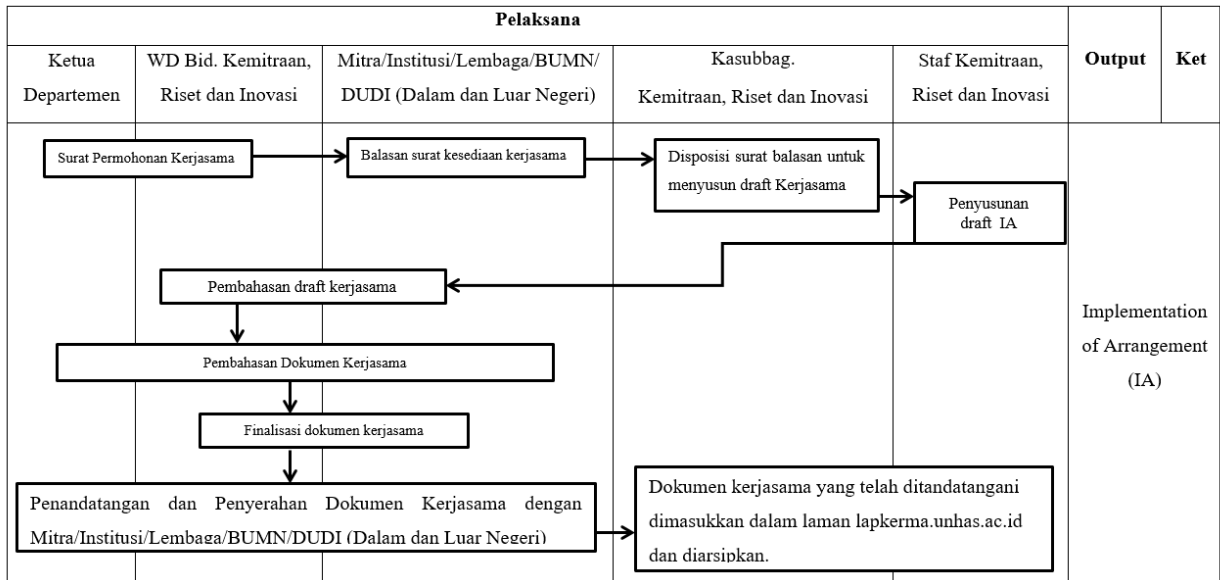 Pelaksana
Output
Ket
Ketua
Departemen
WD Bid. Kemitraan,
Riset dan Inovasi
Mitra/Institusi/Lembaga/BUMN/
DUDI (Dalam dan Luar Negeri)
Kasubbag.
Kemitraan, Riset dan Inovasi
Staf Kemitraan,
Riset dan Inovasi
Surat Permohonan Kerjasama
Balasan surat kesediaan kerjasama
Disposisi surat balasan untuk
menyusun draft Kerjasama
Penyusunan
draft IA
Pembahasan draft kerjasama
Pembahasan Dokumen Kerjasama
Finalisasi dokumen kerjasama
Penandatangan dan Penyerahan Dokumen Kerjasama dengan
Mitra/Institusi/Lembaga/BUMN/DUDI (Dalam dan Luar Negeri)
Dokumen kerjasama yang telah ditandatangani
dimasukkan dalam laman lapkerma.unhas.ac.id
dan diarsipkan.
Implementation
of Arrangement
(IA)